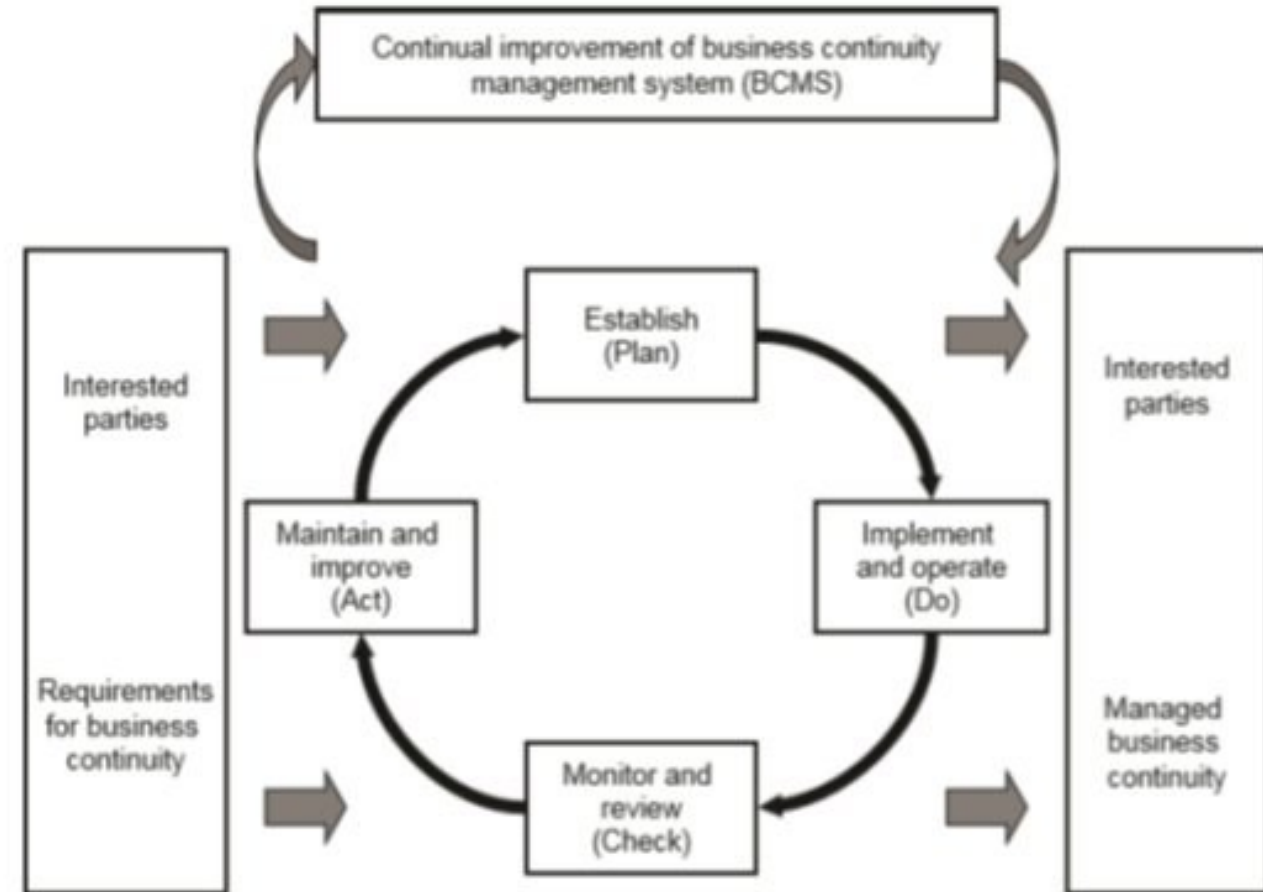 Continual improvement of business continuity
management system (BCMS)
Establish
(Plan)
Interested
parties
Interested
parties
Maintain and
improve
(Act)
Implement
and operate
(Do)
Requirements
for business
continuity
Managed
business
continuity
Monitor and
review
(Check)